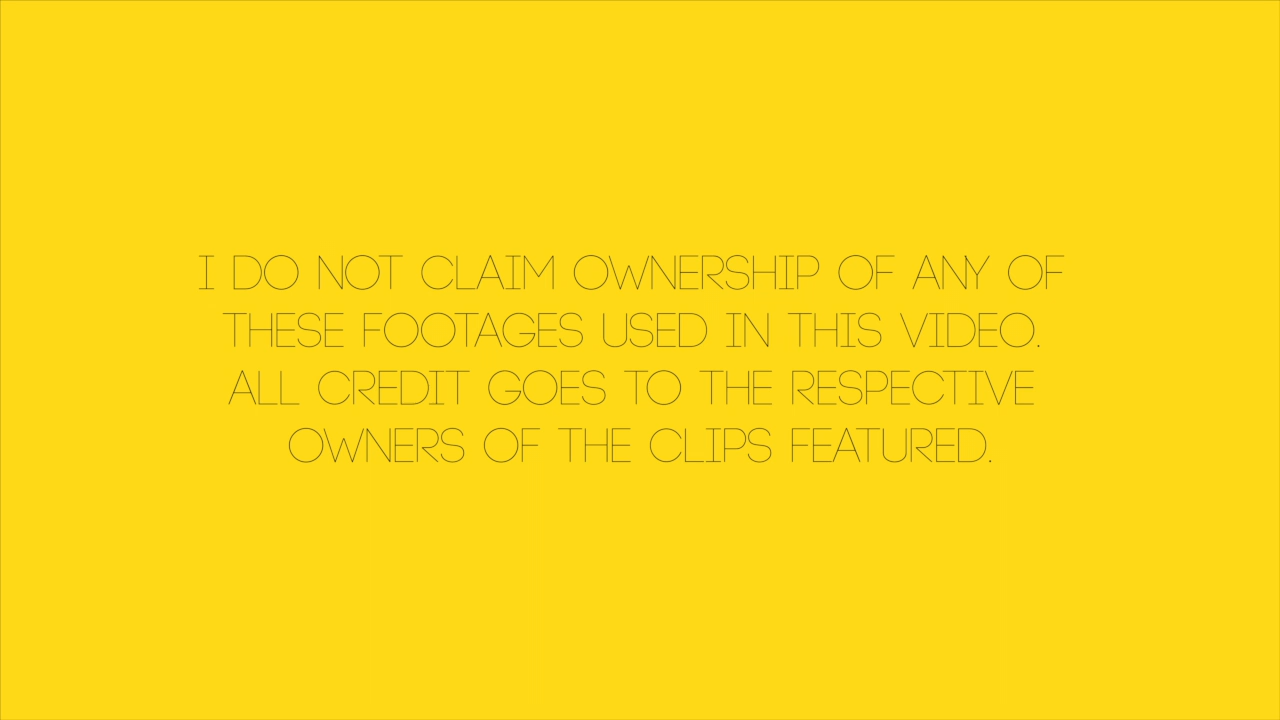 I DO NOT CLAIM OWNERSHIP OF ANY OF
THESE FOOTAGES USED IN THIS VIDEO.
ALL CREDIT GOES TO THE RESPECTIVE
OWNERS OF THE CLIPS FEATURED.